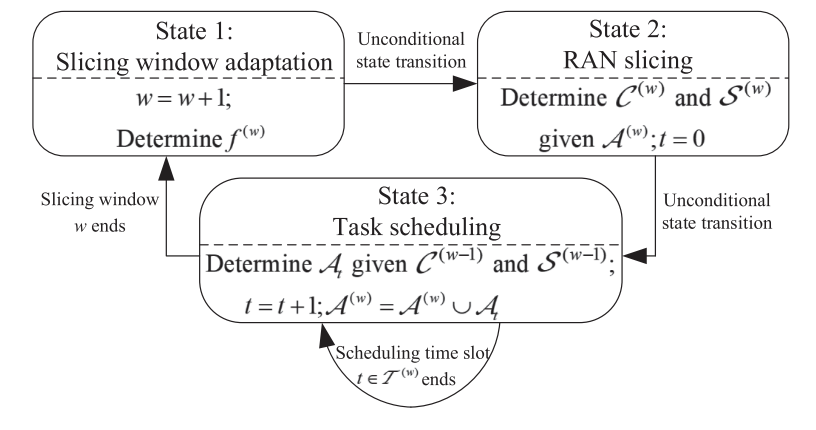 State 1:
Slicing window adaptation
w = w+1;
Determine f^(w)
Unconditional
state transition
State 2:
RAN slicing
Determine 𝒞^(w) and 𝒮^(w)
given 𝒜^(w); t = 0
Slicing window
w ends
State 3:
Task scheduling
Determine 𝒜_t given 𝒞^(w−1) and 𝒮^(w−1);
t = t+1; 𝒜^(w) = 𝒜^(w) ∪ 𝒜_t
Unconditional
state transition
Scheduling time slot
t ∈ 𝒯^(w) ends